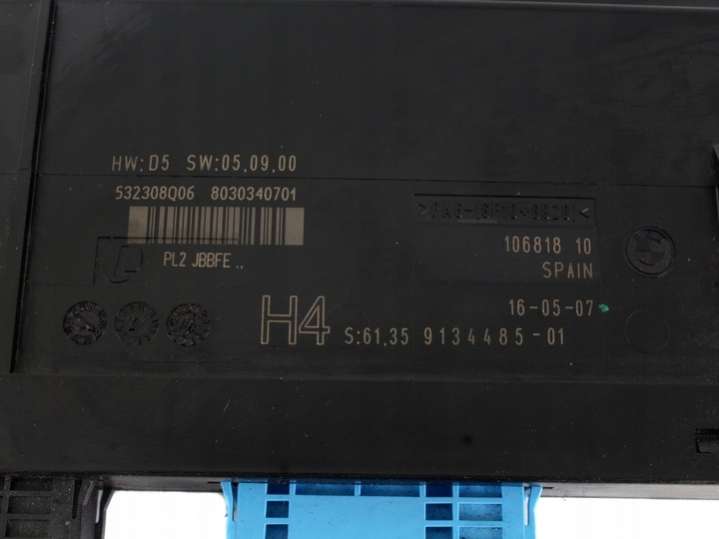 HW:D5 SW:05.09.00
532308Q06 8030340701
PL2 JBBFE ..
106818 10
SPAIN
16-05-07
H4 S:61.35 9134485-01